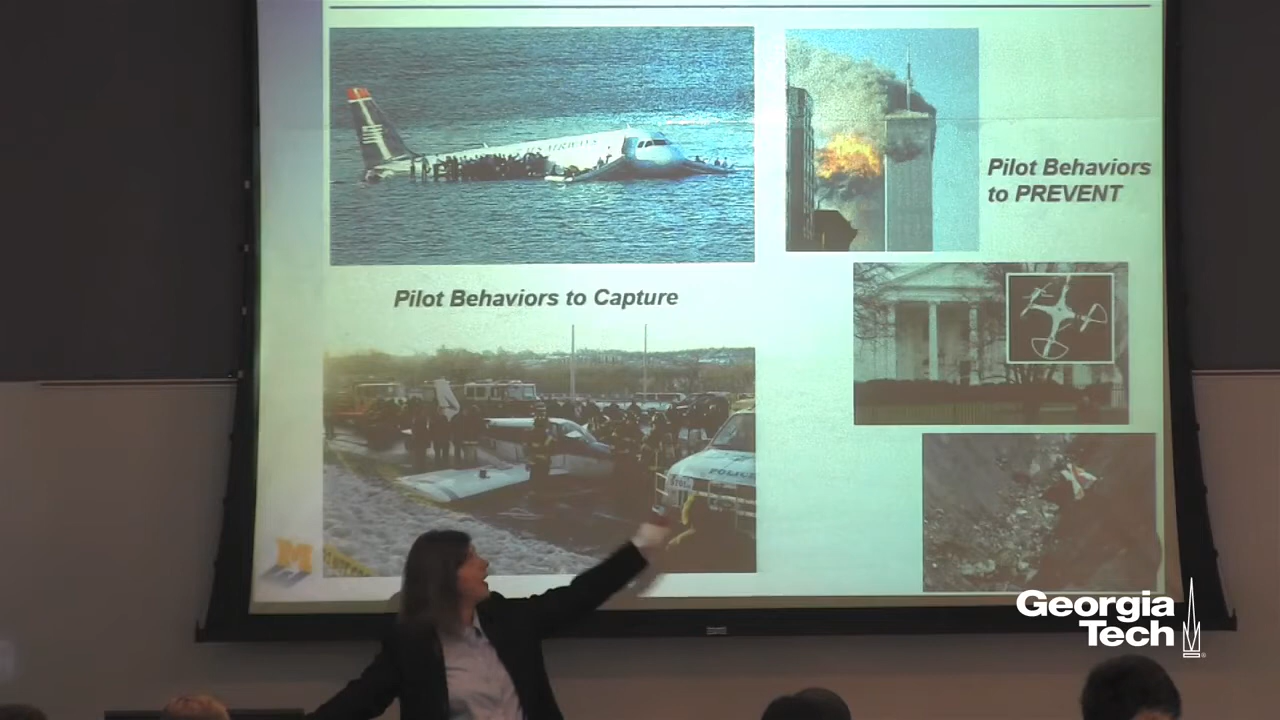 Pilot Behaviors
to PREVENT
Pilot Behaviors to Capture
POLICE
M
Georgia
Tech